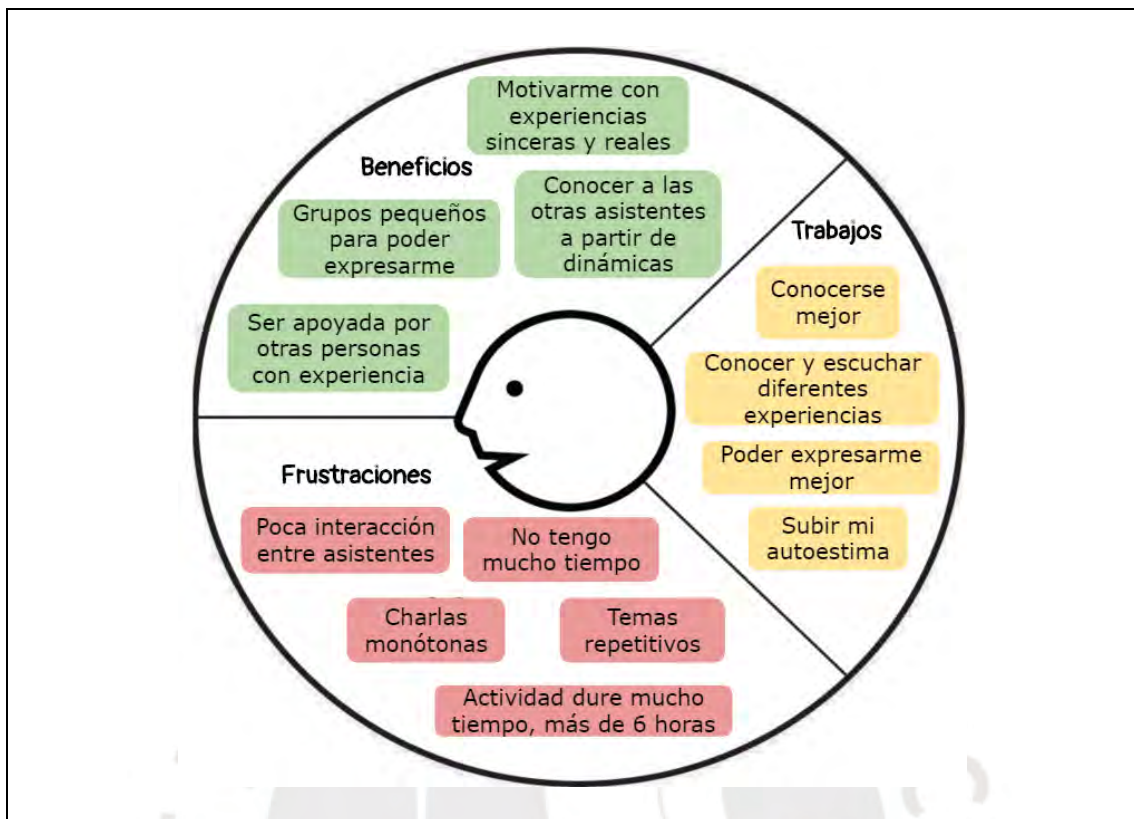 Motivarme con
experiencias
sinceras y reales
Beneficios
Conocer a las
otras asistentes
a partir de
dinámicas
Grupos pequeños
para poder
expresarme
Ser apoyada por
otras personas
con experiencia
Trabajos
Conocerse
mejor
Conocer y escuchar
diferentes
experiencias
Poder expresarme
mejor
Subir mi
autoestima
Frustraciones
Poca interacción
entre asistentes
No tengo
mucho tiempo
Charlas
monótonas
Temas
repetitivos
Actividad dure mucho
tiempo, más de 6 horas